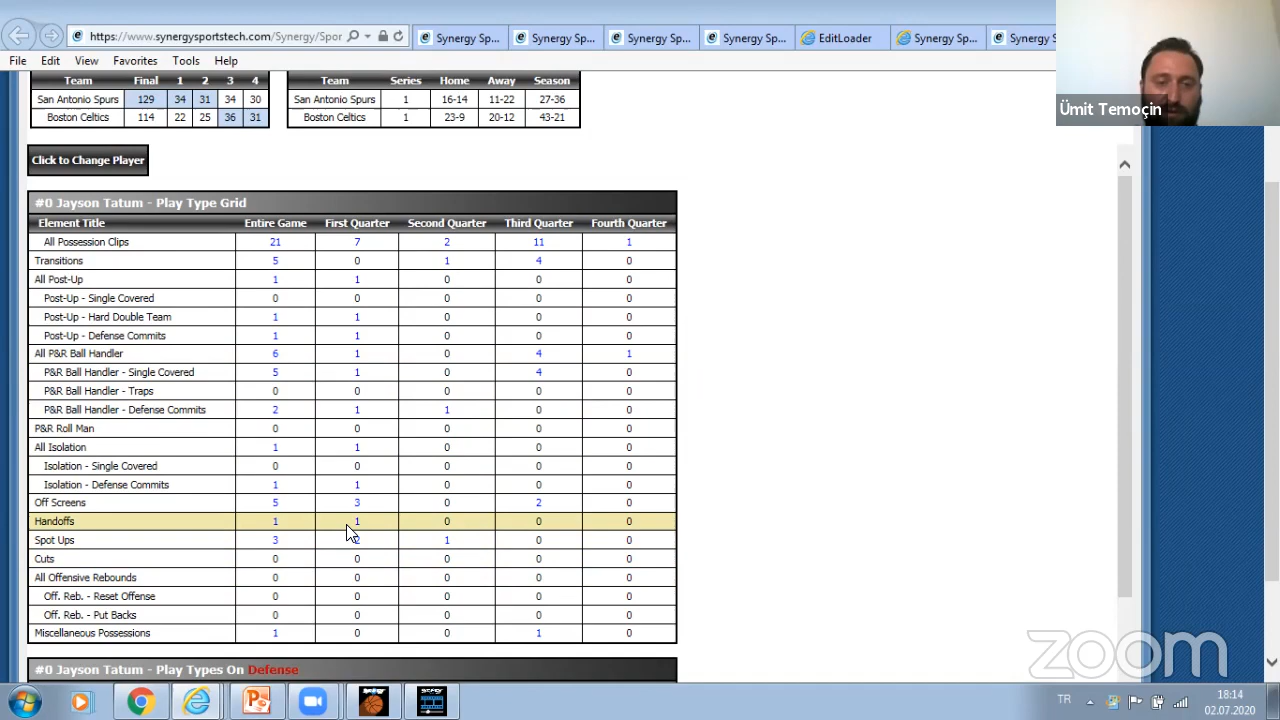 https://www.synergysportstech.com/Synergy/Spor
Synergy Sp...
Synergy Sp...
Synergy Sp...
Synergy Sp...
EditLoader
Synergy Sp...
Synergy
File Edit View Favorites Tools Help
Ümit Temoçin
Team Final 1 2 3 4
San Antonio Spurs 129 34 31 34 30
Boston Celtics 114 22 25 36 31
Team Series Home Away Season
San Antonio Spurs 1 16-14 11-22 27-36
Boston Celtics 1 23-9 20-12 43-21
Click to Change Player
#0 Jayson Tatum - Play Type Grid
Element Title Entire Game First Quarter Second Quarter Third Quarter Fourth Quarter
All Possession Clips 21 7 2 11 1
Transitions 5 0 1 4 0
All Post-Up 1 1 0 0 0
Post-Up - Single Covered 0 0 0 0 0
Post-Up - Hard Double Team 1 1 0 0 0
Post-Up - Defense Commits 1 1 0 0 0
All P&R Ball Handler 6 1 0 4 1
P&R Ball Handler - Single Covered 5 1 0 4 0
P&R Ball Handler - Traps 0 0 0 0 0
P&R Ball Handler - Defense Commits 2 1 1 0 0
P&R Roll Man 0 0 0 0 0
All Isolation 1 1 0 0 0
Isolation - Single Covered 0 0 0 0 0
Isolation - Defense Commits 1 1 0 0 0
Off Screens 5 3 0 2 0
Handoffs 1 1 0 0 0
Spot Ups 3 2 1 0 0
Cuts 0 0 0 0 0
All Offensive Rebounds 0 0 0 0 0
Off. Reb. - Reset Offense 0 0 0 0 0
Off. Reb. - Put Backs 0 0 0 0 0
Miscellaneous Possessions 1 0 0 1 0
#0 Jayson Tatum - Play Types On Defense
zoom
TR
18:14
02.07.2020